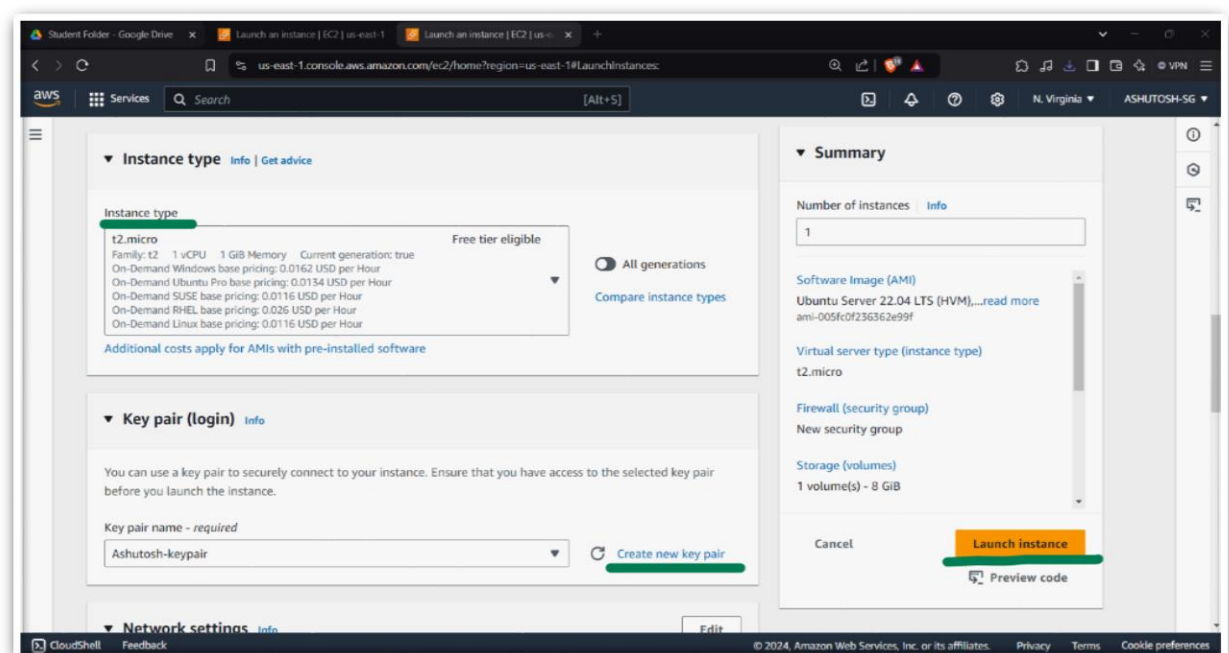 Student Folder - Google Drive
Launch an instance | EC2 | us-east-1
Launch an instance | EC2 | us-e
us-east-1.console.aws.amazon.com/ec2/home?region=us-east-1#LaunchInstances:
VPN
aws
Services
Search
[Alt+S]
N. Virginia
ASHUTOSH-SG
Instance type Info | Get advice
Instance type
t2.micro Free tier eligible
Family: t2 1 vCPU 1 GiB Memory Current generation: true
On-Demand Windows base pricing: 0.0162 USD per Hour
On-Demand Ubuntu Pro base pricing: 0.0134 USD per Hour
On-Demand SUSE base pricing: 0.0116 USD per Hour
On-Demand RHEL base pricing: 0.026 USD per Hour
On-Demand Linux base pricing: 0.0116 USD per Hour
All generations
Compare instance types
Additional costs apply for AMIs with pre-installed software
Key pair (login) Info
You can use a key pair to securely connect to your instance. Ensure that you have access to the selected key pair
before you launch the instance.
Key pair name - required
Ashutosh-keypair
Create new key pair
Network settings Info
Edit
Summary
Number of instances Info
1
Software Image (AMI)
Ubuntu Server 22.04 LTS (HVM),...read more
ami-005fc0f236362e99f
Virtual server type (instance type)
t2.micro
Firewall (security group)
New security group
Storage (volumes)
1 volume(s) - 8 GiB
Cancel
Launch instance
Preview code
CloudShell Feedback
© 2024, Amazon Web Services, Inc. or its affiliates. Privacy Terms Cookie preferences